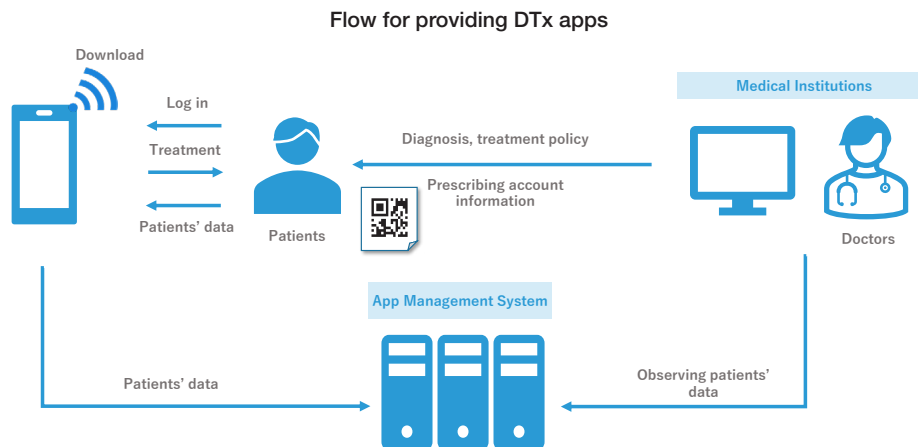 Flow for providing DTx apps
Download
Medical Institutions
Log in
Treatment
Patients’ data
Patients
Diagnosis, treatment policy
Prescribing account
information
Doctors
App Management System
Patients’ data
Observing patients’
data